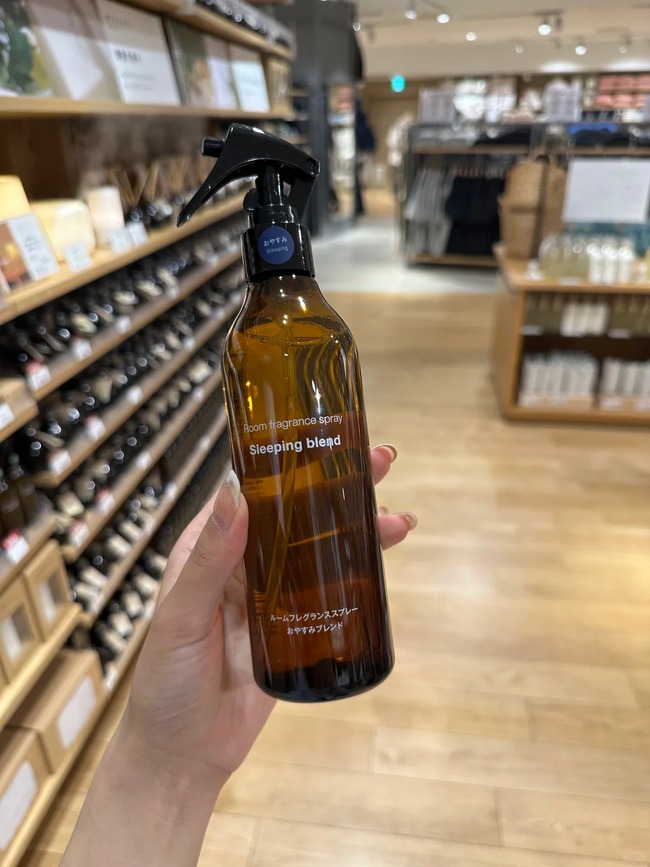 おやすみ
Sleeping
Room fragrance spray
Sleeping blend
ルームフレグランススプレー
おやすみブレンド